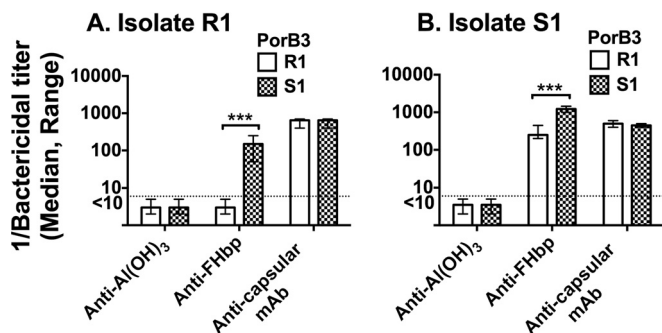 A. Isolate R1
PorB3
R1
S1
1/Bactericidal titer
(Median, Range)
10000
1000
100
10
<10
***
Anti-Al(OH)3
Anti-FHbp
Anti-capsular
mAb
B. Isolate S1
PorB3
R1
S1
10000
1000
100
10
<10
***
Anti-Al(OH)3
Anti-FHbp
Anti-capsular
mAb